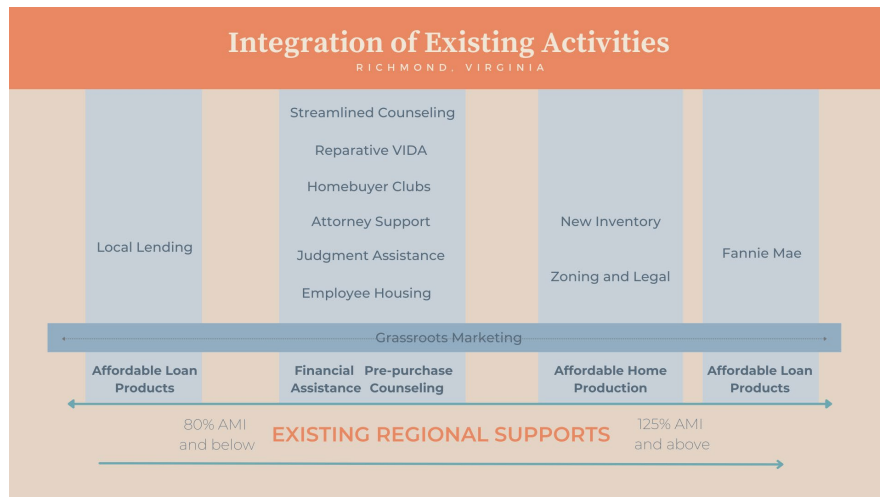 Integration of Existing Activities
RICHMOND, VIRGINIA
Local Lending
Streamlined Counseling
Reparative VIDA
Homebuyer Clubs
Attorney Support
Judgment Assistance
Employee Housing
New Inventory
Zoning and Legal
Fannie Mae
Grassroots Marketing
Affordable Loan
Products
Financial
Assistance
Pre-purchase
Counseling
Affordable Home
Production
Affordable Loan
Products
80% AMI
and below
EXISTING REGIONAL SUPPORTS
125% AMI
and above